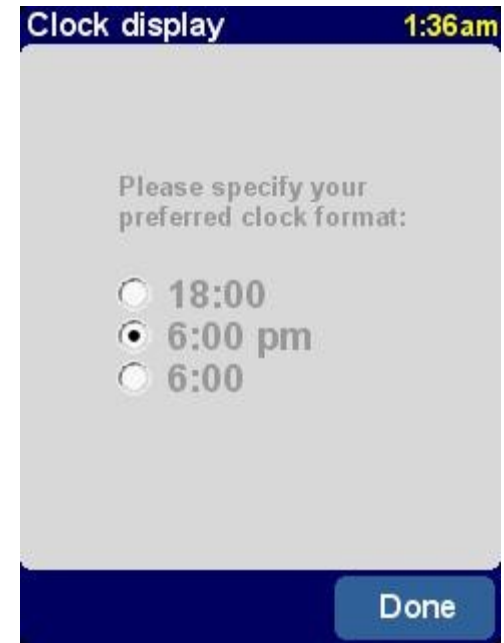 Clock display 1:36am
Please specify your
preferred clock format:
18:00
6:00 pm
6:00
Done